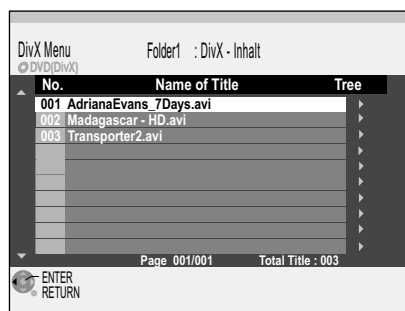 DivX Menu Folder1 : DivX - Inhalt
DVD(DivX)
No. Name of Title Tree
001 AdrianaEvans_7Days.avi
002 Madagascar - HD.avi
003 Transporter2.avi
Page 001/001 Total Title : 003
ENTER
RETURN